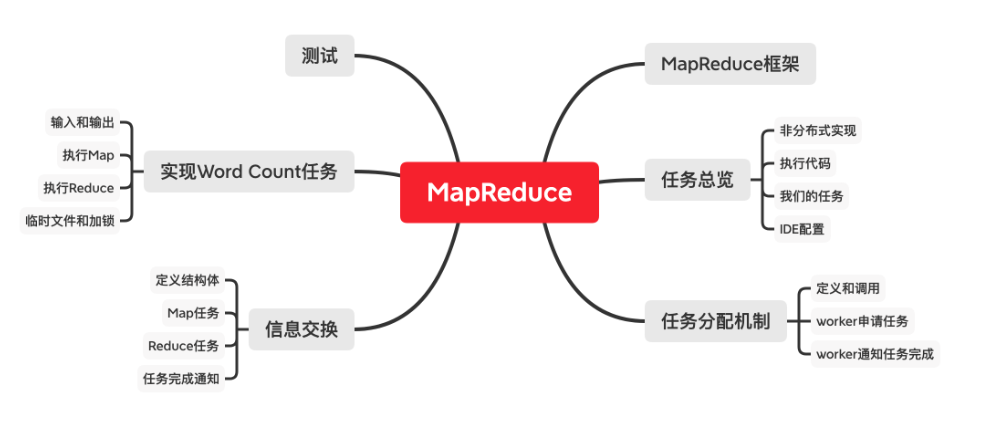 MapReduce
MapReduce框架
任务总览
非分布式实现
执行代码
我们的任务
IDE配置
任务分配机制
定义和调用
worker申请任务
worker通知任务完成
信息交换
定义结构体
Map任务
Reduce任务
任务完成通知
实现Word Count任务
输入和输出
执行Map
执行Reduce
临时文件和加锁
测试